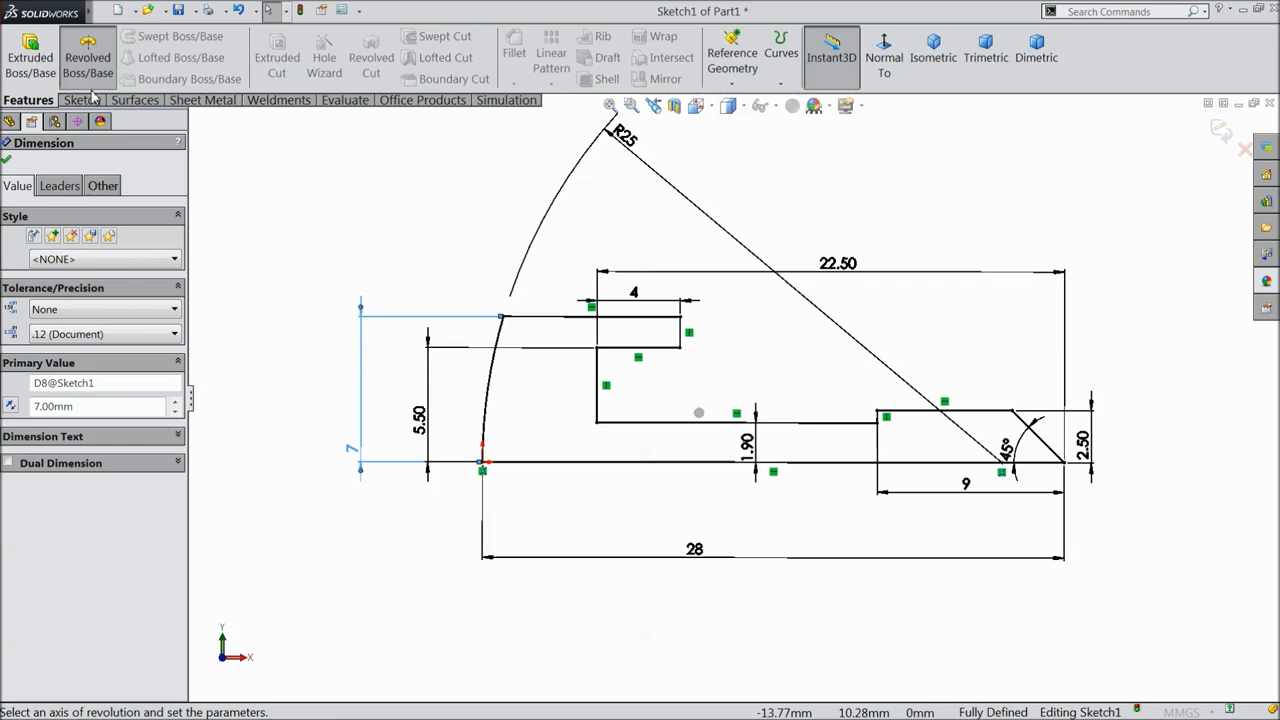 SOLIDWORKS
Sketch1 of Part1 *
Search Commands
Extruded Boss/Base
Revolved Boss/Base
Swept Boss/Base
Lofted Boss/Base
Boundary Boss/Base
Extruded Cut
Hole Wizard
Revolved Cut
Swept Cut
Lofted Cut
Boundary Cut
Fillet
Linear Pattern
Rib
Draft
Shell
Wrap
Intersect
Mirror
Reference Geometry
Curves
Instant3D
Normal To
Isometric
Trimetric
Dimetric
Features
Sketch
Surfaces
Sheet Metal
Weldments
Evaluate
Office Products
Simulation
Dimension
?
Value
Leaders
Other
Style
<NONE>
Tolerance/Precision
None
.12 (Document)
Primary Value
D8@Sketch1
7.00mm
Dimension Text
Dual Dimension
R25
22.50
4
5.50
7
1.90
45°
2.50
9
28
Y
X
Select an axis of revolution and set the parameters.
-13.77mm
10.28mm
0mm
Fully Defined
Editing Sketch1
MMGS